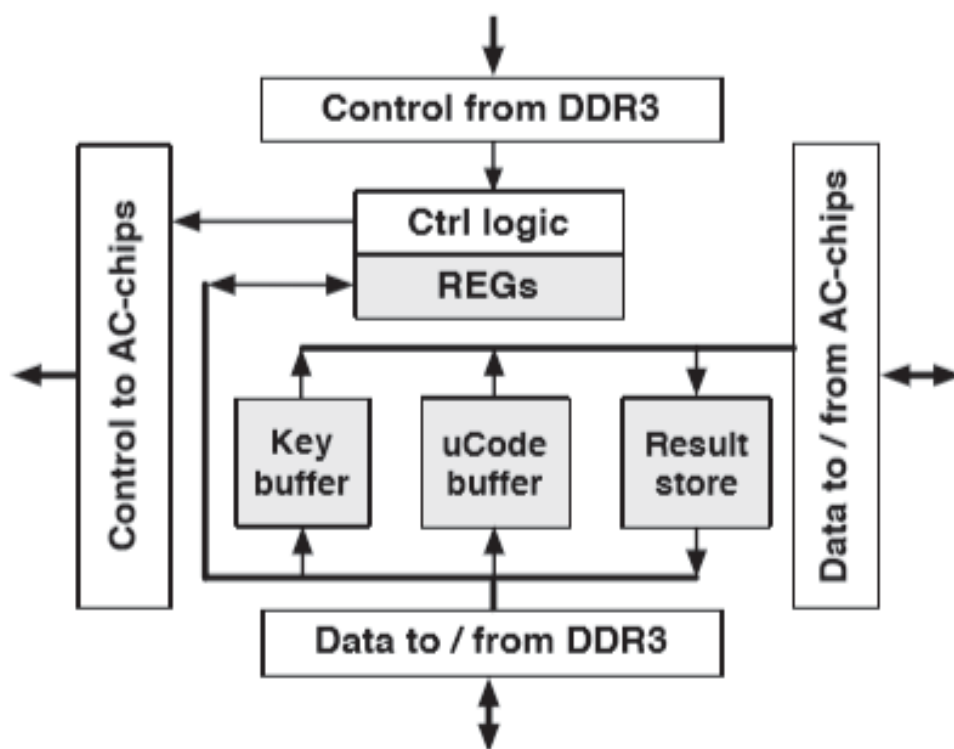 Control from DDR3
Control to AC-chips
Ctrl logic
REGs
Data to / from AC-chips
Key
buffer
uCode
buffer
Result
store
Data to / from DDR3